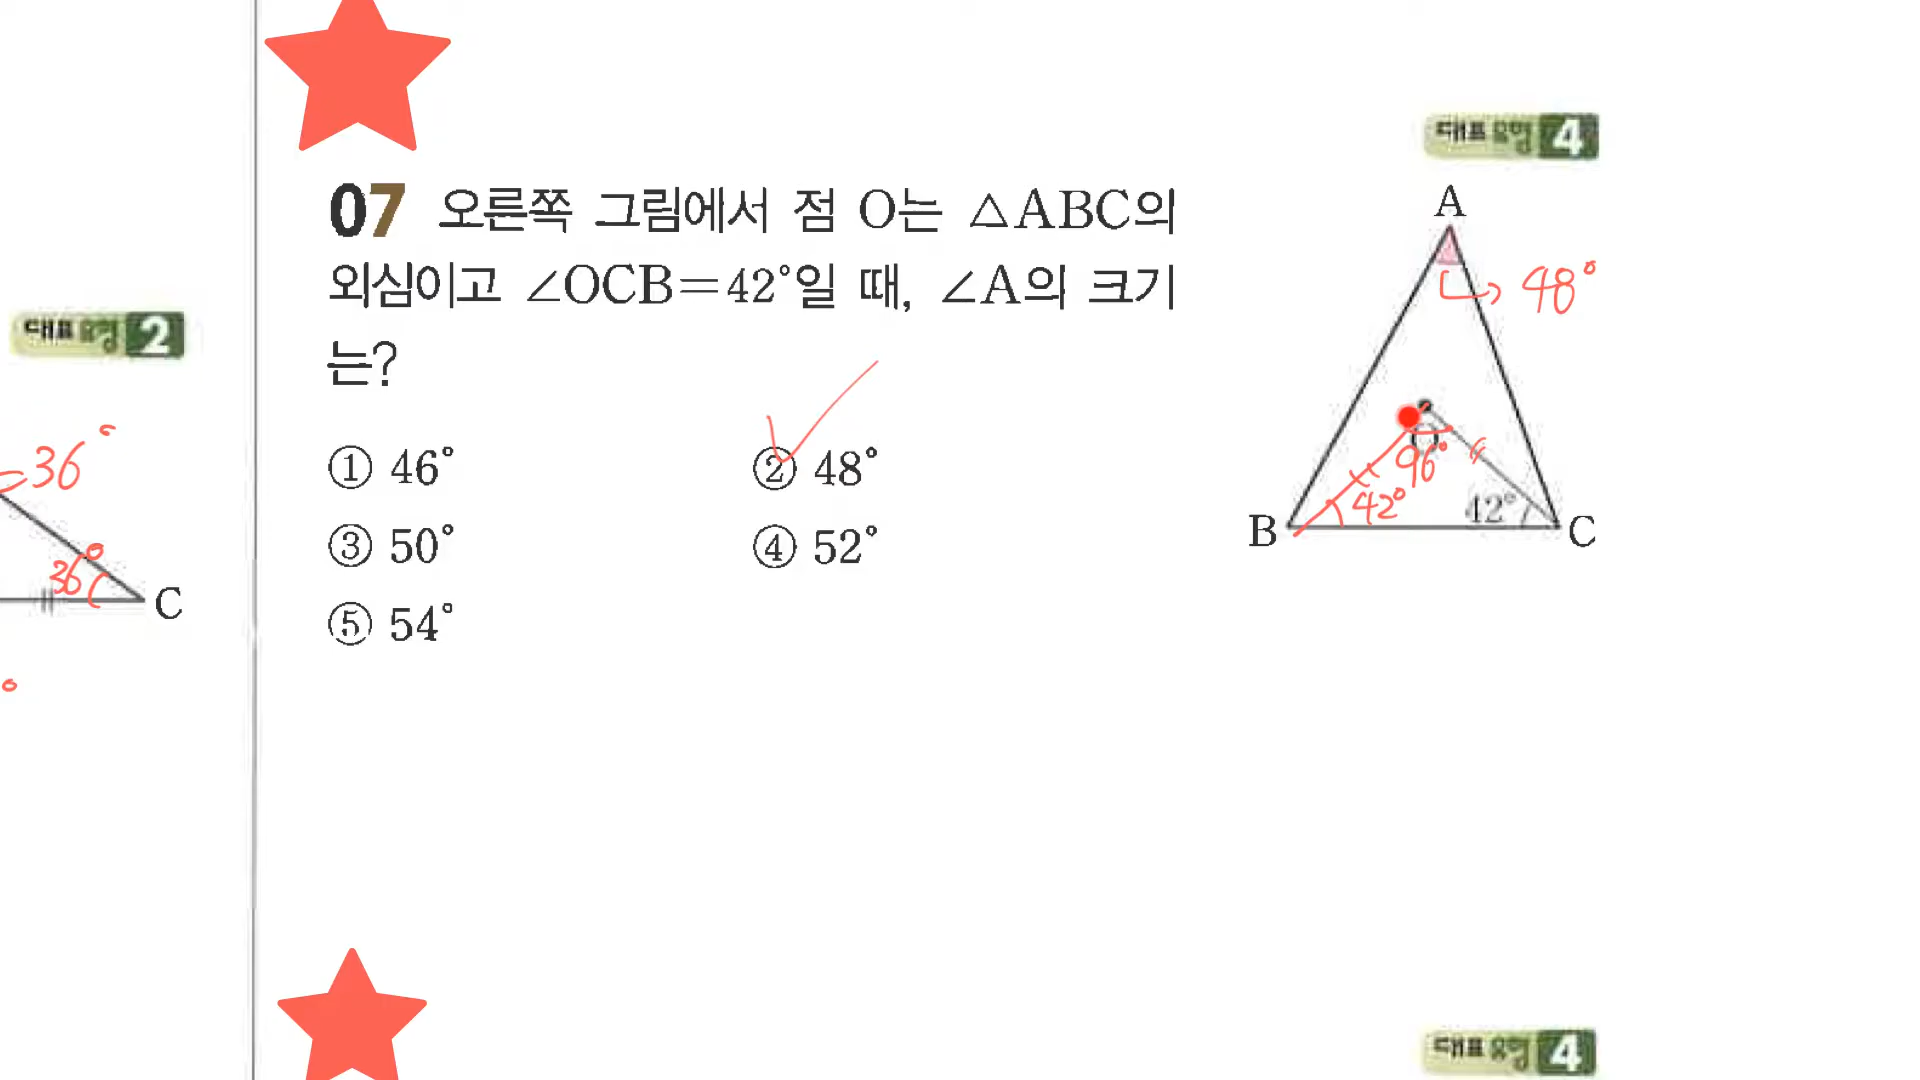 대표 유형 4
07 오른쪽 그림에서 점 O는 △ABC의
외심이고 ∠OCB=42°일 때, ∠A의 크기
는?
① 46° ② 48°
③ 50° ④ 52°
⑤ 54°
A
48°
O
96°
42°
42°
B
C
대표 유형 2
36°
36°
C
대표 유형 4